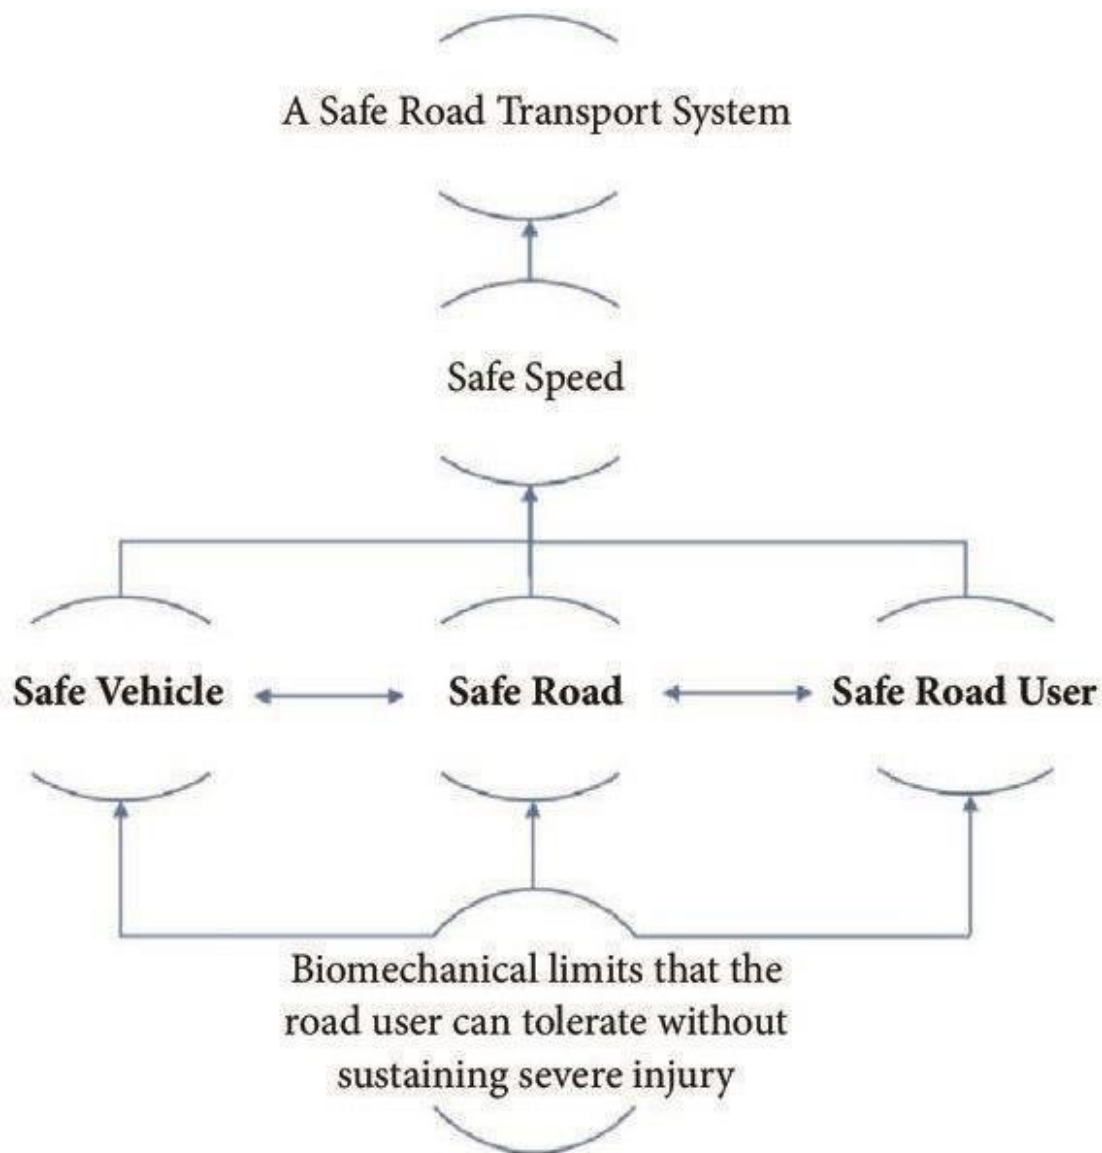 A Safe Road Transport System
Safe Speed
Safe Vehicle
Safe Road
Safe Road User
Biomechanical limits that the
road user can tolerate without
sustaining severe injury